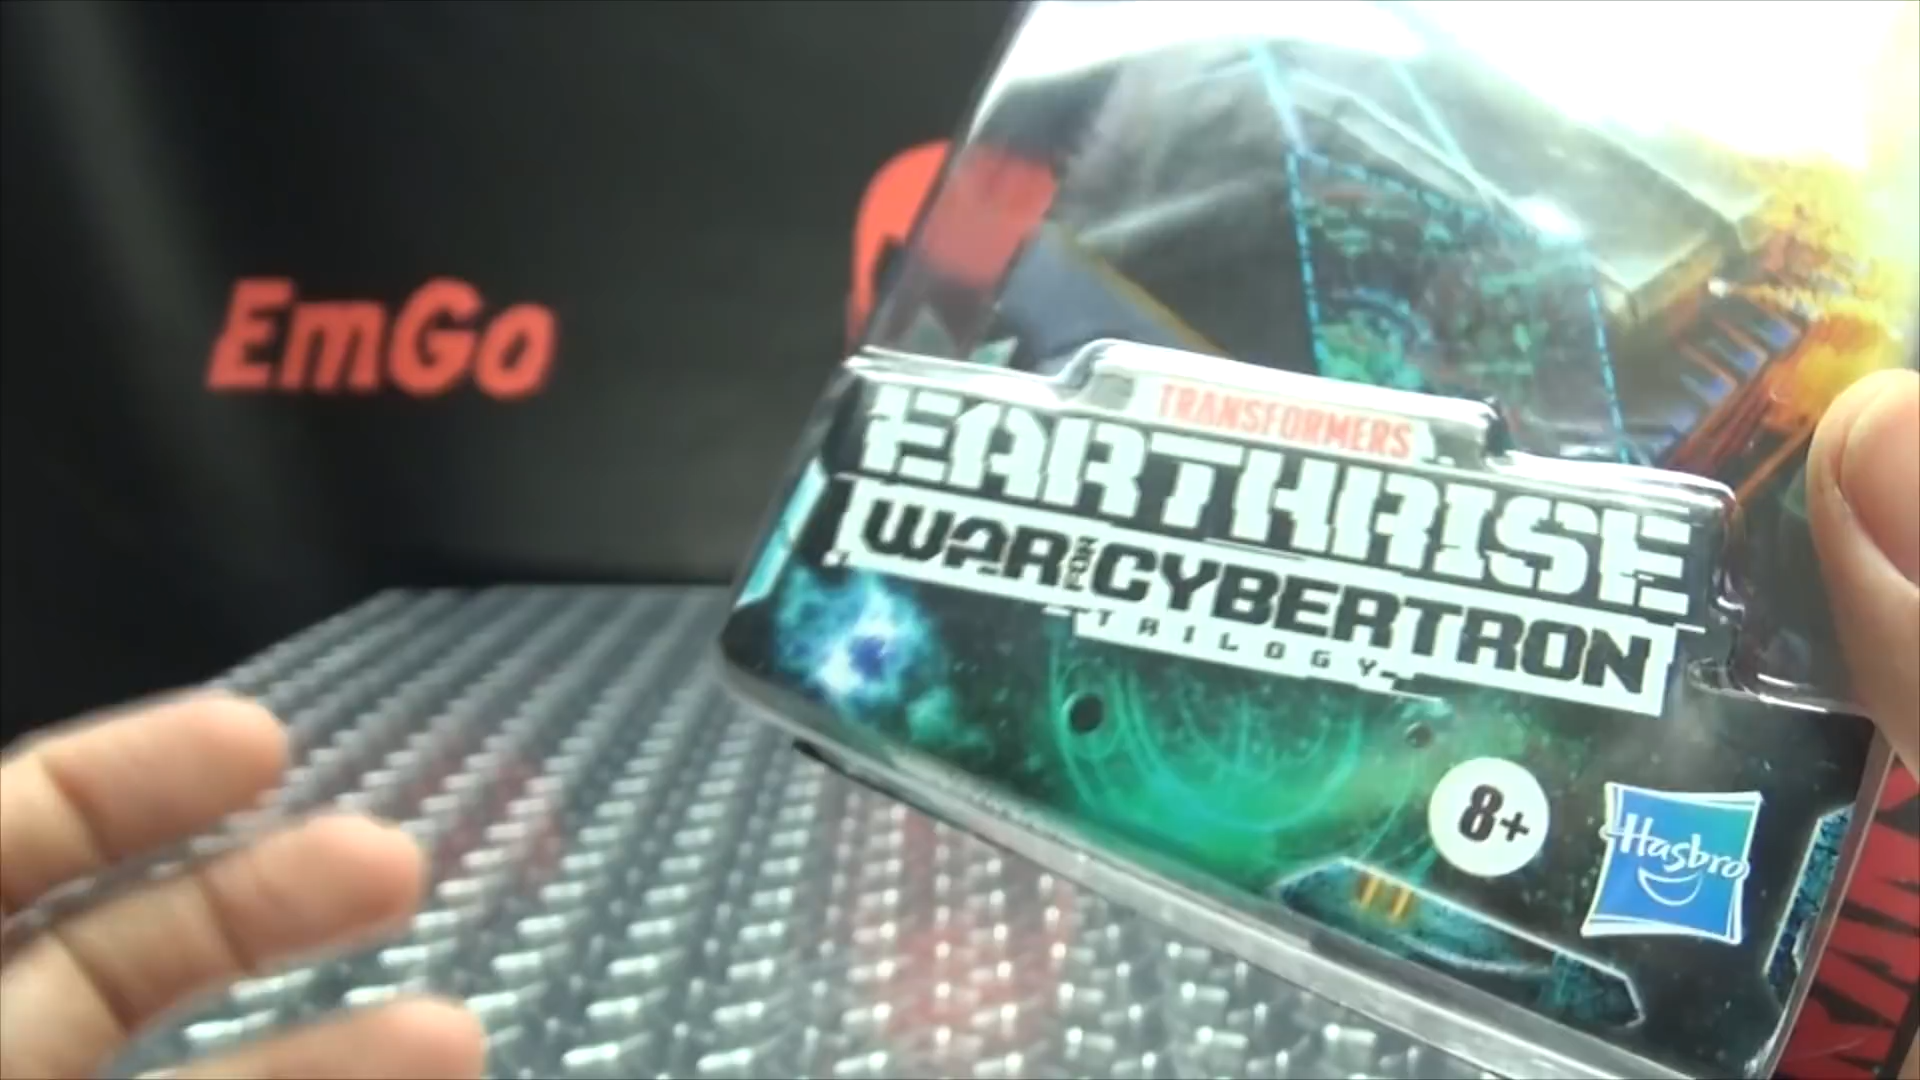 EmGo
TRANSFORMERS
EARTHRISE
WAR FOR CYBERTRON
TRILOGY
8+
Hasbro